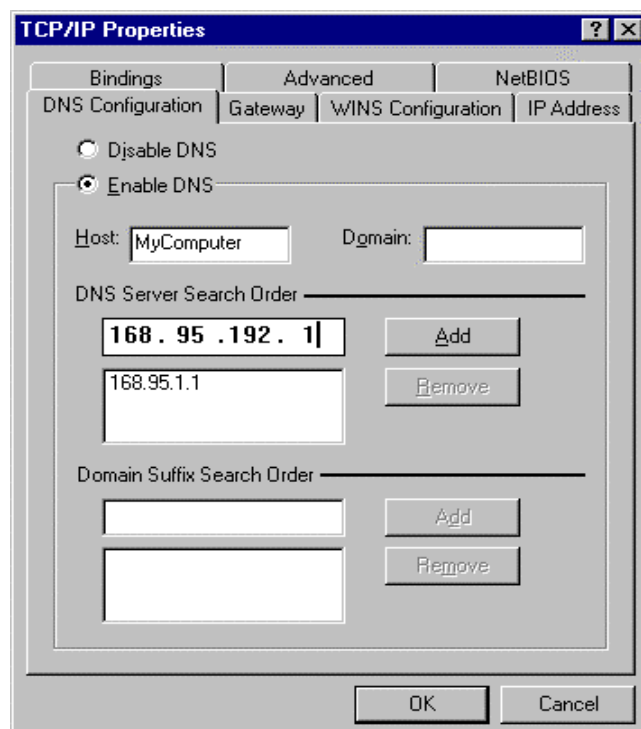 TCP/IP Properties
? X
Bindings Advanced NetBIOS
DNS Configuration Gateway WINS Configuration IP Address
Disable DNS
Enable DNS
Host: MyComputer Domain:
DNS Server Search Order
168 . 95 .192 . 1 Add
168.95.1.1 Remove
Domain Suffix Search Order
Add
Remove
OK Cancel